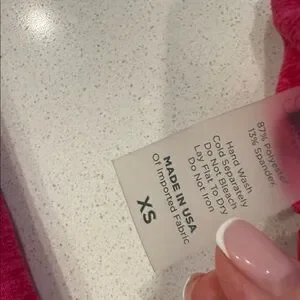 87% Polyester
13% Spandex
Hand Wash
Cold Separately
Do Not Bleach
Lay Flat To Dry
Do Not Iron
MADE IN USA
Of Imported Fabric
XS